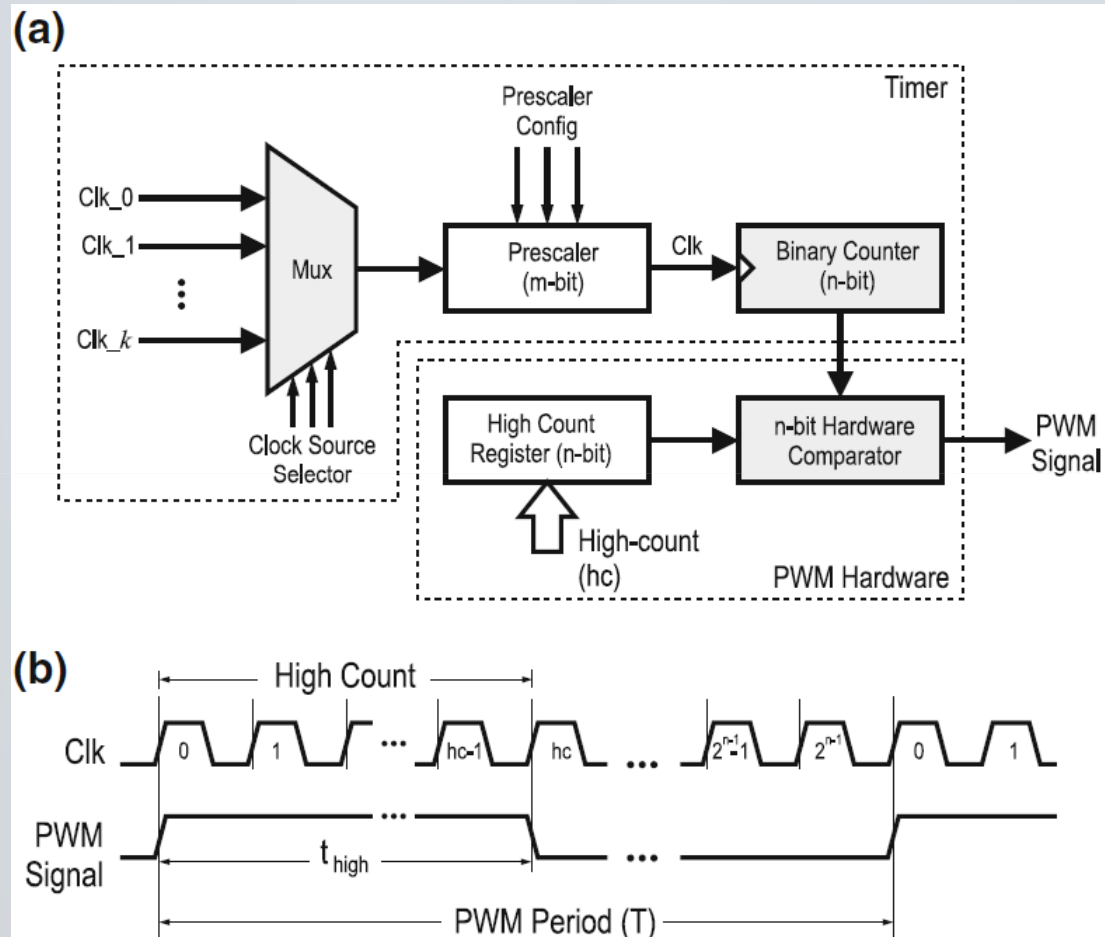 (a)
Timer
Prescaler
Config
Clk_0
Clk_1
Clk_k
Mux
Prescaler
(m-bit)
Clk
Binary Counter
(n-bit)
Clock Source
Selector
High Count
Register (n-bit)
n-bit Hardware
Comparator
PWM
Signal
High-count
(hc)
PWM Hardware
(b)
High Count
Clk
0
1
...
hc-1
hc
...
2ⁿ⁻¹-1
2ⁿ⁻¹
0
1
PWM
Signal
...
t high
...
PWM Period (T)